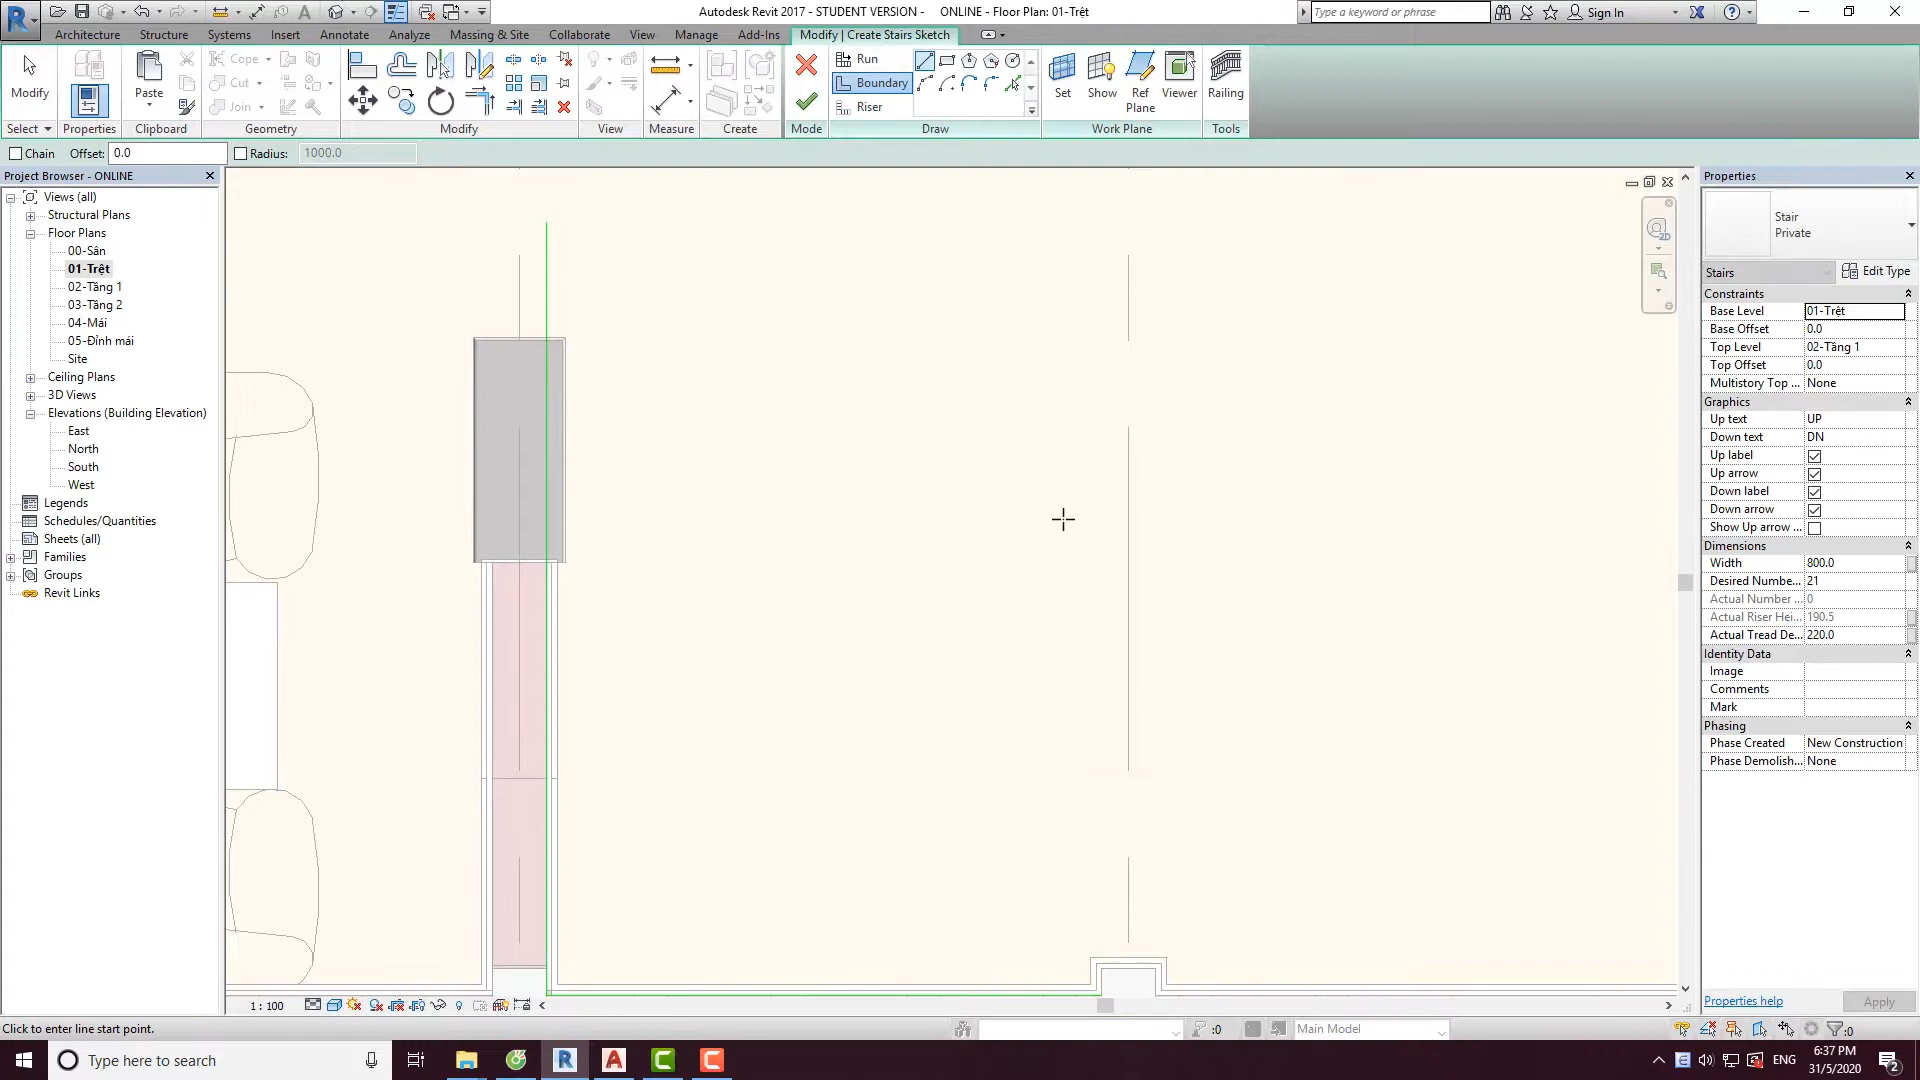 Autodesk Revit 2017 - STUDENT VERSION - ONLINE - Floor Plan: 01-Trệt
Type a keyword or phrase
Sign In
Architecture Structure Systems Insert Annotate Analyze Massing & Site Collaborate View Manage Add-Ins Modify | Create Stairs Sketch
Modify
Paste
Cope
Cut
Join
Run
Boundary
Riser
Set
Show
Ref
Plane
Viewer
Railing
Select Properties Clipboard Geometry Modify View Measure Create Mode Draw Work Plane Tools
Chain Offset: 0.0 Radius: 1000.0
Project Browser - ONLINE
Views (all)
Structural Plans
Floor Plans
00-Sân
01-Trệt
02-Tầng 1
03-Tầng 2
04-Mái
05-Đỉnh mái
Site
Ceiling Plans
3D Views
Elevations (Building Elevation)
East
North
South
West
Legends
Schedules/Quantities
Sheets (all)
Families
Groups
Revit Links
2D
Properties
Stair
Private
Stairs Edit Type
Constraints
Base Level 01-Trệt
Base Offset 0.0
Top Level 02-Tầng 1
Top Offset 0.0
Multistory Top ... None
Graphics
Up text UP
Down text DN
Up label
Up arrow
Down label
Down arrow
Show Up arrow ...
Dimensions
Width 800.0
Desired Numbe... 21
Actual Number ... 0
Actual Riser Hei... 190.5
Actual Tread De... 220.0
Identity Data
Image
Comments
Mark
Phasing
Phase Created New Construction
Phase Demolish... None
Properties help Apply
1 : 100
Click to enter line start point.
:0
Main Model
:0
Type here to search
ENG
6:37 PM
31/5/2020
2